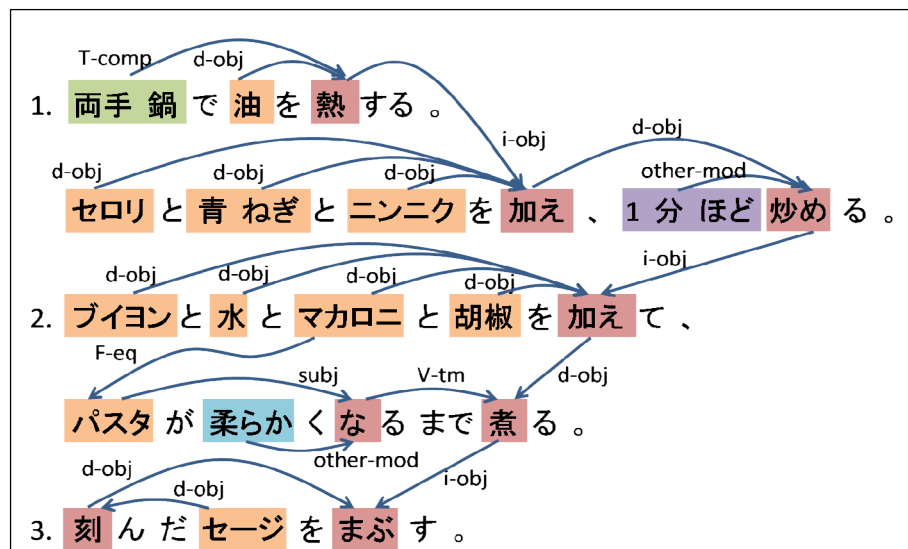 T-comp d-obj
1. 両手 鍋 で 油 を 熱 する 。
i-obj d-obj
d-obj d-obj d-obj other-mod
セロリ と 青 ねぎ と ニンニク を 加え 、 1 分 ほど 炒め る 。
i-obj
d-obj d-obj d-obj d-obj
2. ブイヨン と 水 と マカロニ と 胡椒 を 加え て 、
F-eq subj V-tm d-obj
パスタ が 柔らか く な る まで 煮 る 。
other-mod
d-obj d-obj i-obj
3. 刻 ん だ セージ を まぶ す 。